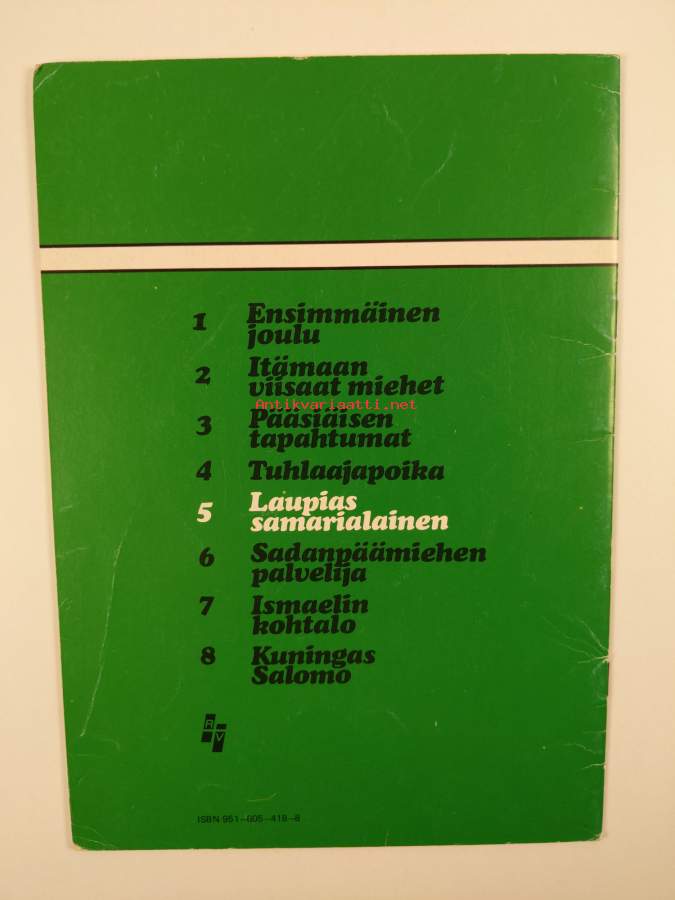 1 Ensimmäinen
joulu
2 Itämaan
viisaat miehet
Antikvariaatti.net
3 Pääsiäisen
tapahtumat
4 Tuhlaajapoika
5 Laupias
samarialainen
6 Sadanpäämiehen
palvelija
7 Ismaelin
kohtalo
8 Kuningas
Salomo
R
V
ISBN 951-605-418-8